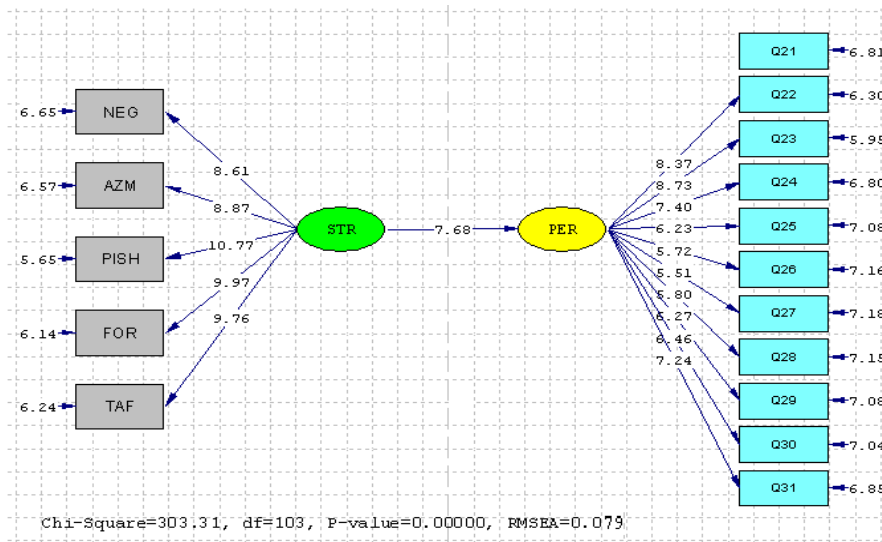 6.65
NEG
6.57
AZM
5.65
PISH
6.14
FOR
6.24
TAF
8.61
8.87
10.77
9.97
9.76
STR
7.68
PER
8.37
8.73
7.40
6.23
5.72
5.51
5.80
6.27
6.46
7.24
Q21
6.81
Q22
6.30
Q23
5.95
Q24
6.80
Q25
7.08
Q26
7.16
Q27
7.18
Q28
7.15
Q29
7.08
Q30
7.04
Q31
6.85
Chi-Square=303.31, df=103, P-value=0.00000, RMSEA=0.079